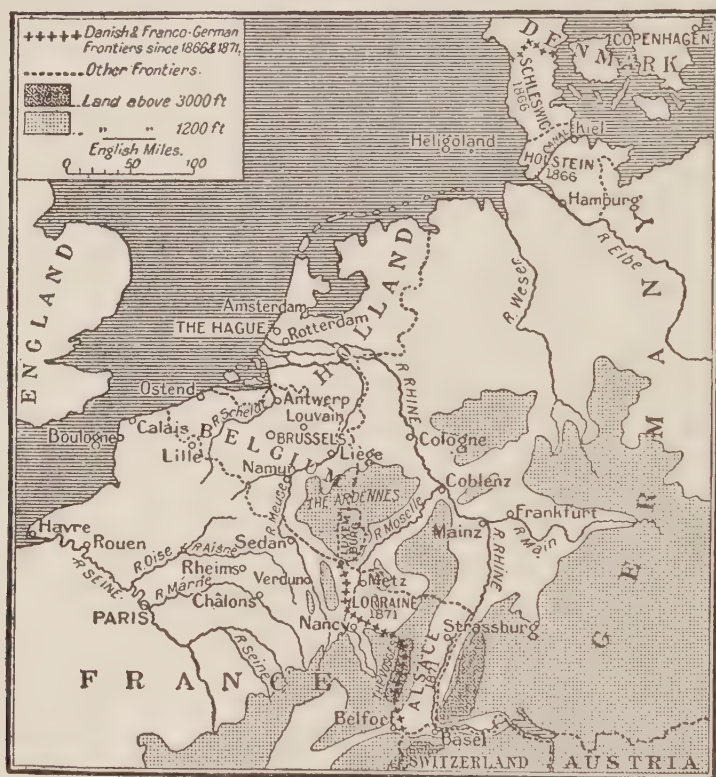 Danish & Franco-German
Frontiers since 1866 & 1871.
Other Frontiers.
Land above 3000 ft
„ „ 1200 ft
English Miles.
0 50 100
DENMARK
COPENHAGEN
SCHLESWIG
1866
CANAL
Kiel
Heligoland
HOLSTEIN
1866
Hamburg
R. Elbe
R. Weser
ENGLAND
HOLLAND
Amsterdam
THE HAGUE
Rotterdam
R. RHINE
GERMANY
Ostend
Antwerp
R. Scheldt
Louvain
Calais
BELGIUM
BRUSSELS
Boulogne
Lille
Liége
Cologne
Namur
THE ARDENNES
Coblenz
R. Meuse
R. Moselle
Frankfurt
Havre
LUXEMBURG
Mainz
R. Main
Rouen
R. Oise
R. Aisne
Sedan
R. RHINE
R. SEINE
Rheims
Verdun
Metz
R. Marne
LORRAINE
1871
PARIS
Châlons
Nancy
Strassburg
R. Seine
ALSACE
1871
FRANCE
Belfort
Basel
SWITZERLAND
AUSTRIA